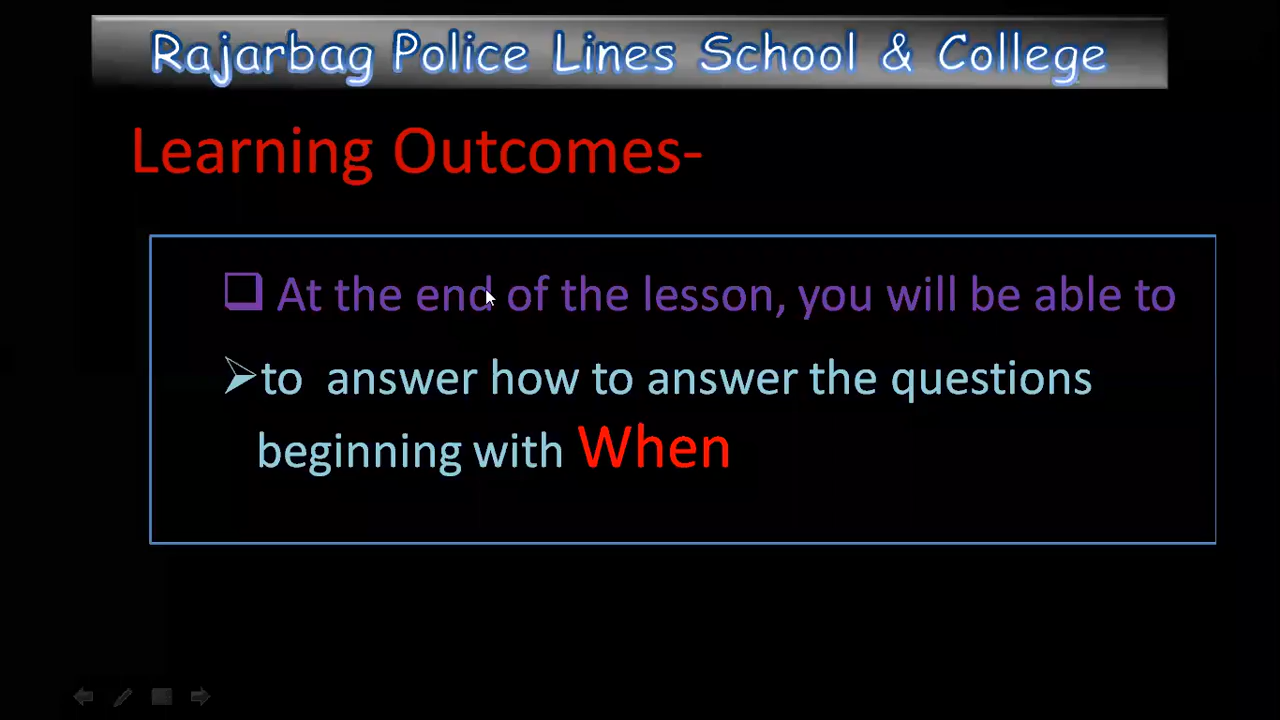 Rajarbag Police Lines School & College
Learning Outcomes-
❑ At the end of the lesson, you will be able to
➢to answer how to answer the questions
beginning with When